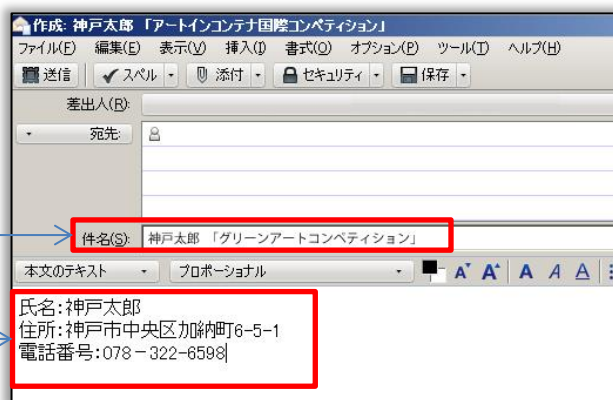 作成: 神戸太郎 「アートインコンテナ国際コンペティション」
ファイル(F) 編集(E) 表示(V) 挿入(I) 書式(O) オプション(P) ツール(T) ヘルプ(H)
送信 スペル 添付 セキュリティ 保存
差出人(R):
宛先:
件名(S): 神戸太郎 「グリーンアートコンペティション」
本文のテキスト プロポーショナル A A A A A
氏名:神戸太郎
住所:神戸市中央区加納町6-5-1
電話番号:078－322-6598